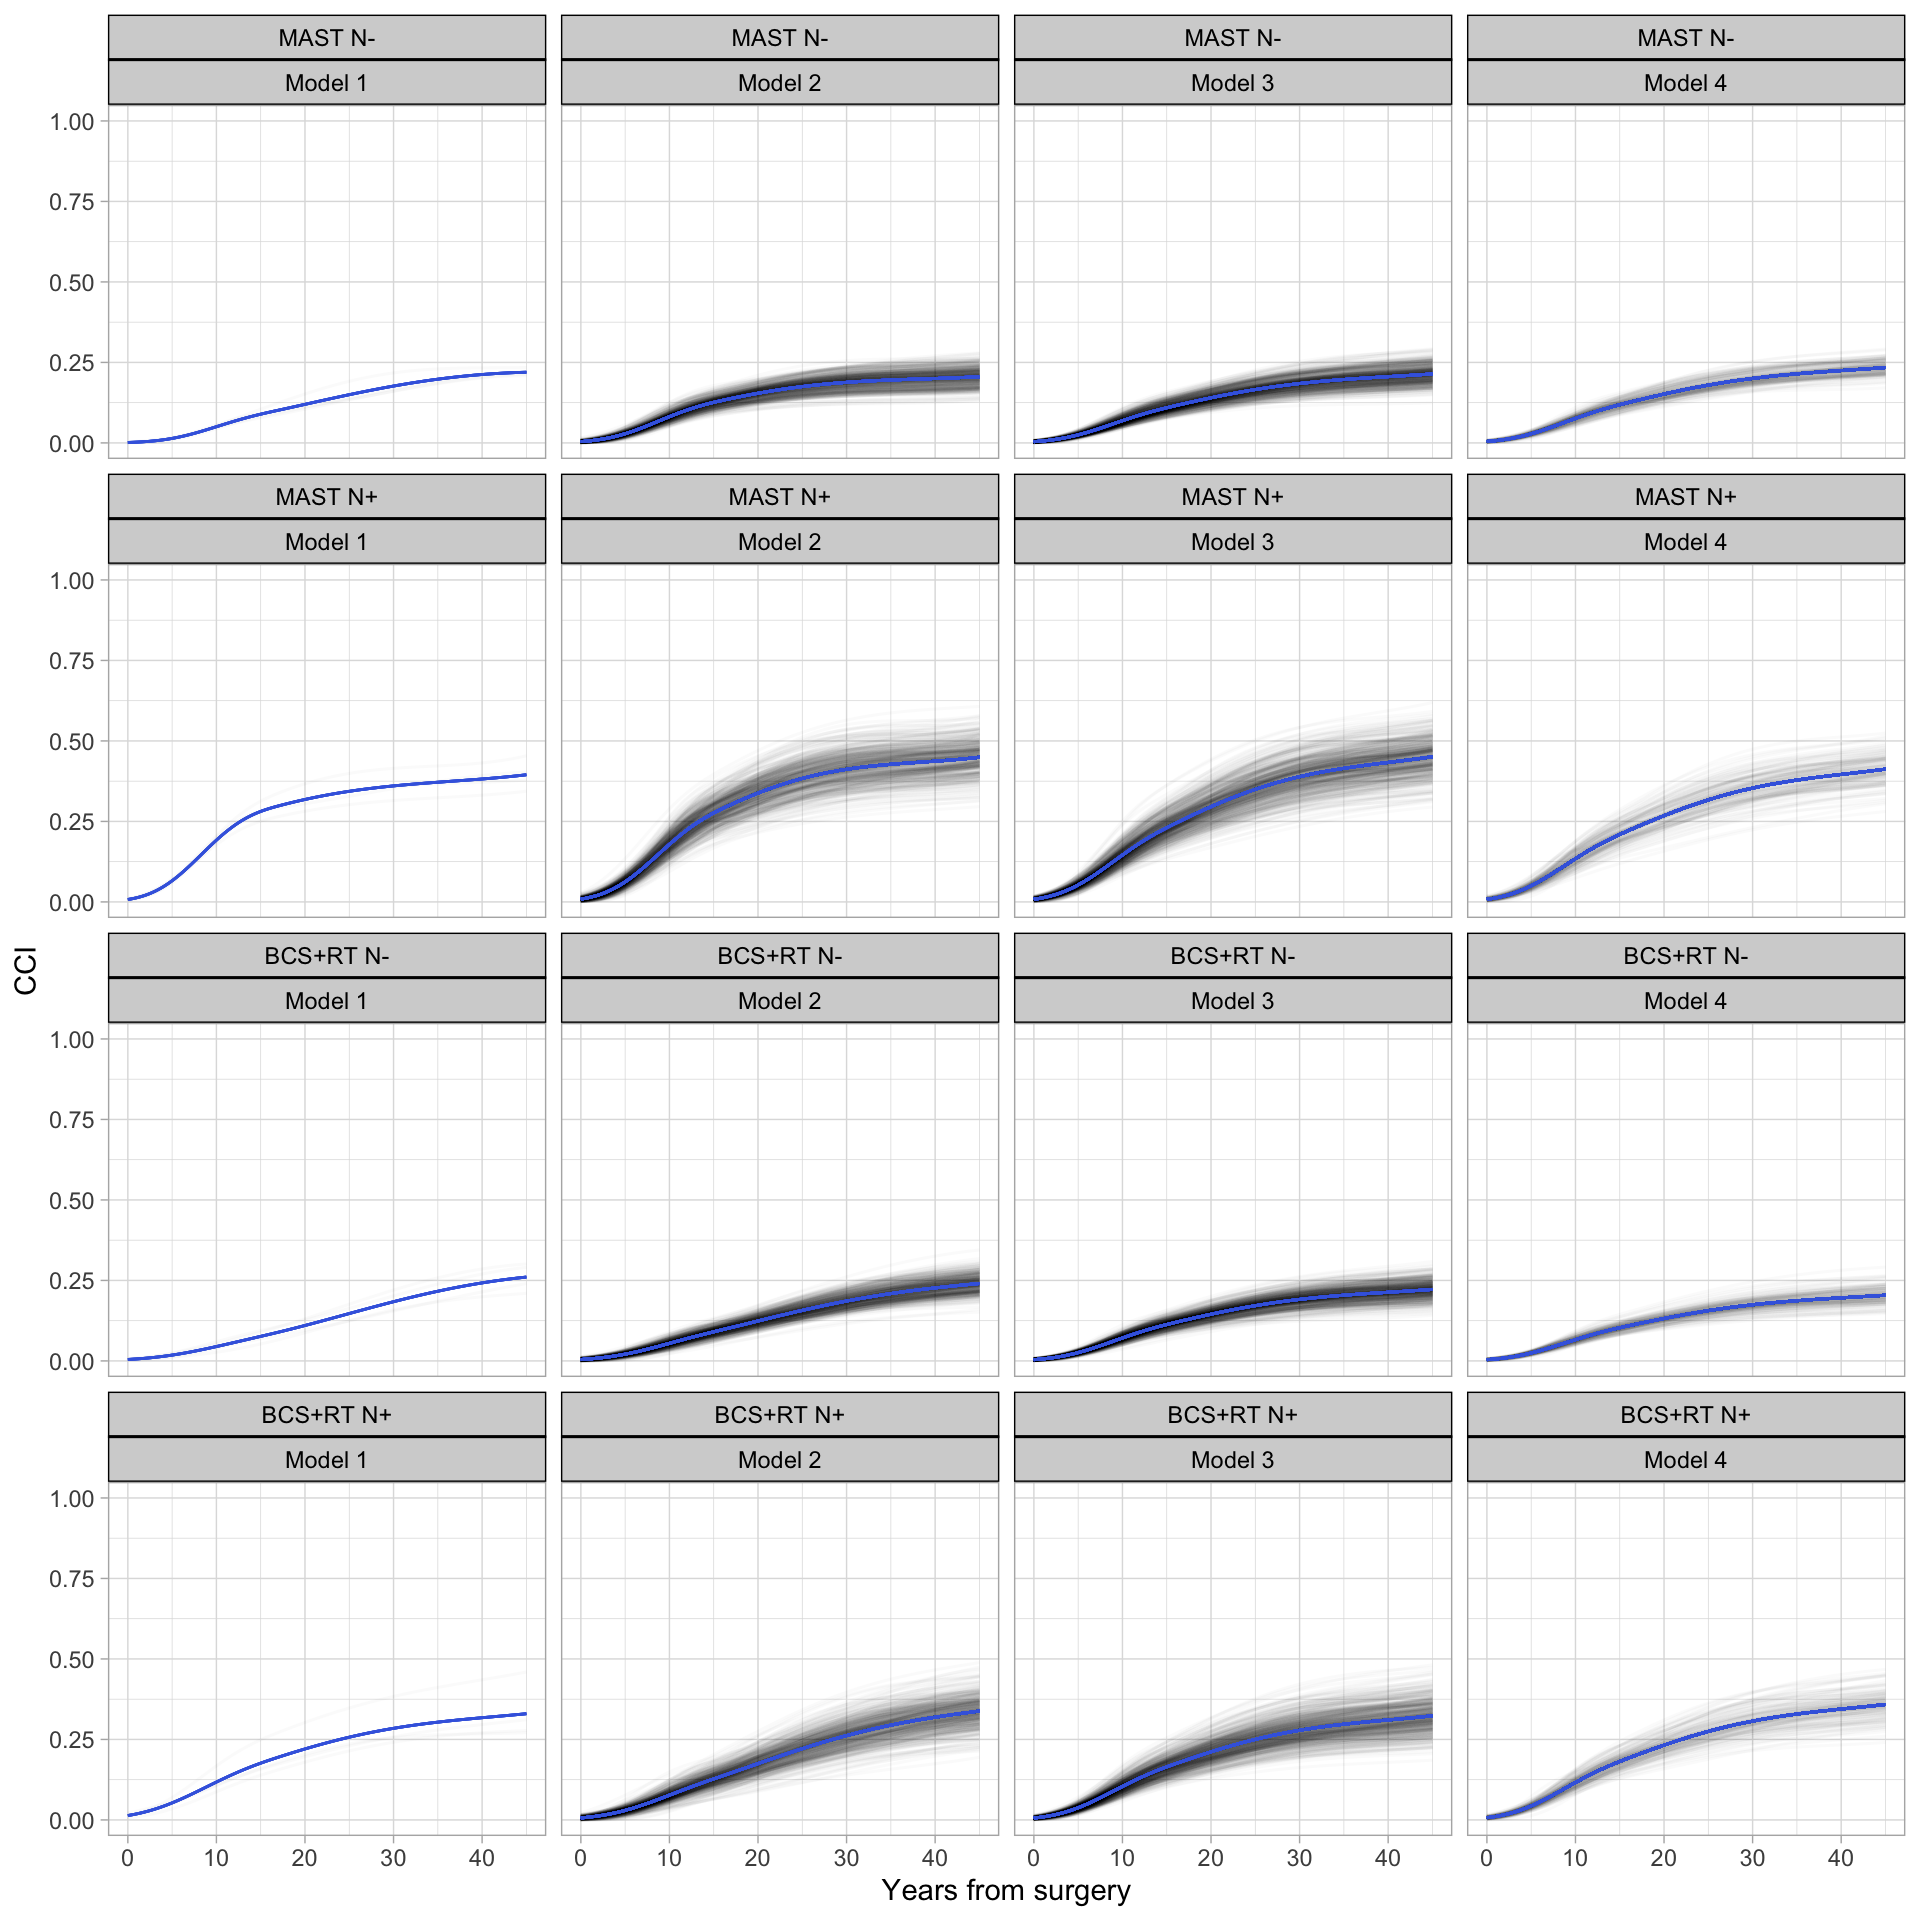 MAST N- MAST N- MAST N- MAST N-
Model 1 Model 2 Model 3 Model 4
1.00
0.75
0.50
0.25
0.00
MAST N+ MAST N+ MAST N+ MAST N+
Model 1 Model 2 Model 3 Model 4
1.00
0.75
0.50
0.25
0.00
CCI
BCS+RT N- BCS+RT N- BCS+RT N- BCS+RT N-
Model 1 Model 2 Model 3 Model 4
1.00
0.75
0.50
0.25
0.00
BCS+RT N+ BCS+RT N+ BCS+RT N+ BCS+RT N+
Model 1 Model 2 Model 3 Model 4
1.00
0.75
0.50
0.25
0.00
0 10 20 30 40 0 10 20 30 40 0 10 20 30 40 0 10 20 30 40
Years from surgery